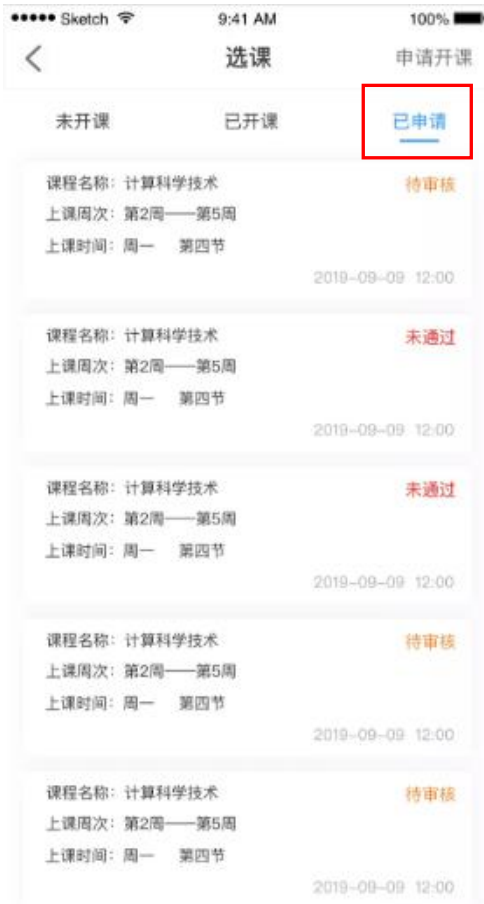 Sketch 9:41 AM 100%
选课 申请开课
未开课 已开课 已申请
课程名称：计算科学技术 待审核
上课周次：第2周——第5周
上课时间：周一 第四节
2019-09-09 12:00
课程名称：计算科学技术 未通过
上课周次：第2周——第5周
上课时间：周一 第四节
2019-09-09 12:00
课程名称：计算科学技术 未通过
上课周次：第2周——第5周
上课时间：周一 第四节
2019-09-09 12:00
课程名称：计算科学技术 待审核
上课周次：第2周——第5周
上课时间：周一 第四节
2019-09-09 12:00
课程名称：计算科学技术 待审核
上课周次：第2周——第5周
上课时间：周一 第四节
2019-09-09 12:00